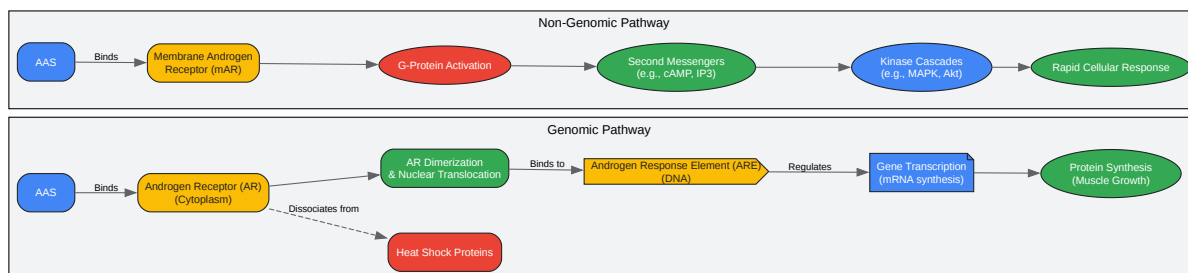 Non-Genomic Pathway
AAS
Binds
Membrane Androgen
Receptor (mAR)
G-Protein Activation
Second Messengers
(e.g., cAMP, IP3)
Kinase Cascades
(e.g., MAPK, Akt)
Rapid Cellular Response
Genomic Pathway
AAS
Binds
Androgen Receptor (AR)
(Cytoplasm)
Dissociates from
Heat Shock Proteins
AR Dimerization
& Nuclear Translocation
Binds to
Androgen Response Element (ARE)
(DNA)
Regulates
Gene Transcription
(mRNA synthesis)
Protein Synthesis
(Muscle Growth)